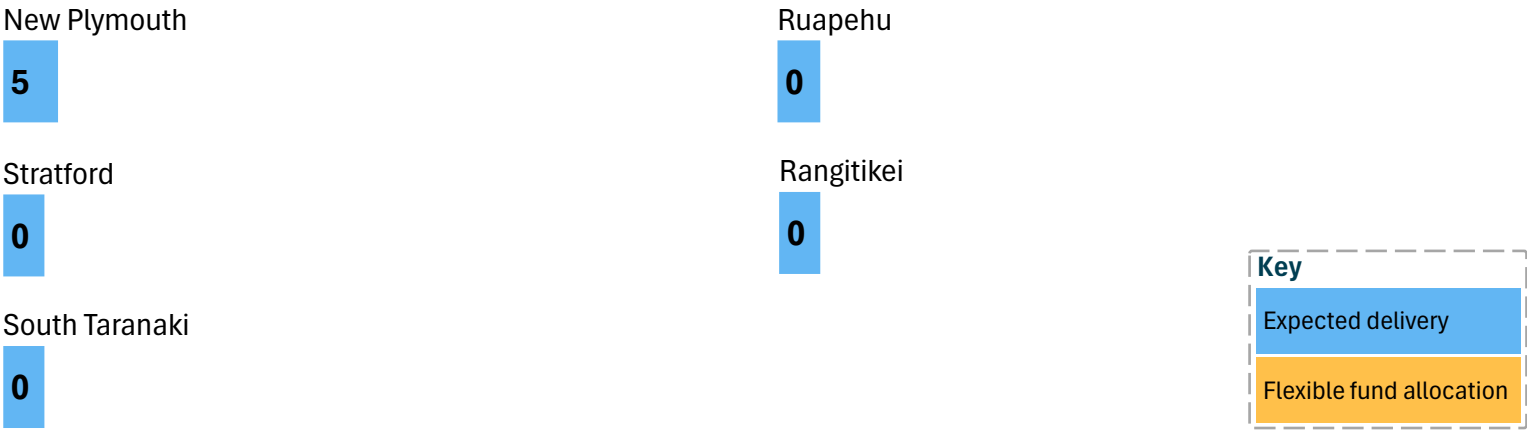 New Plymouth
5
Stratford
0
South Taranaki
0
Ruapehu
0
Rangitikei
0
Key
Expected delivery
Flexible fund allocation